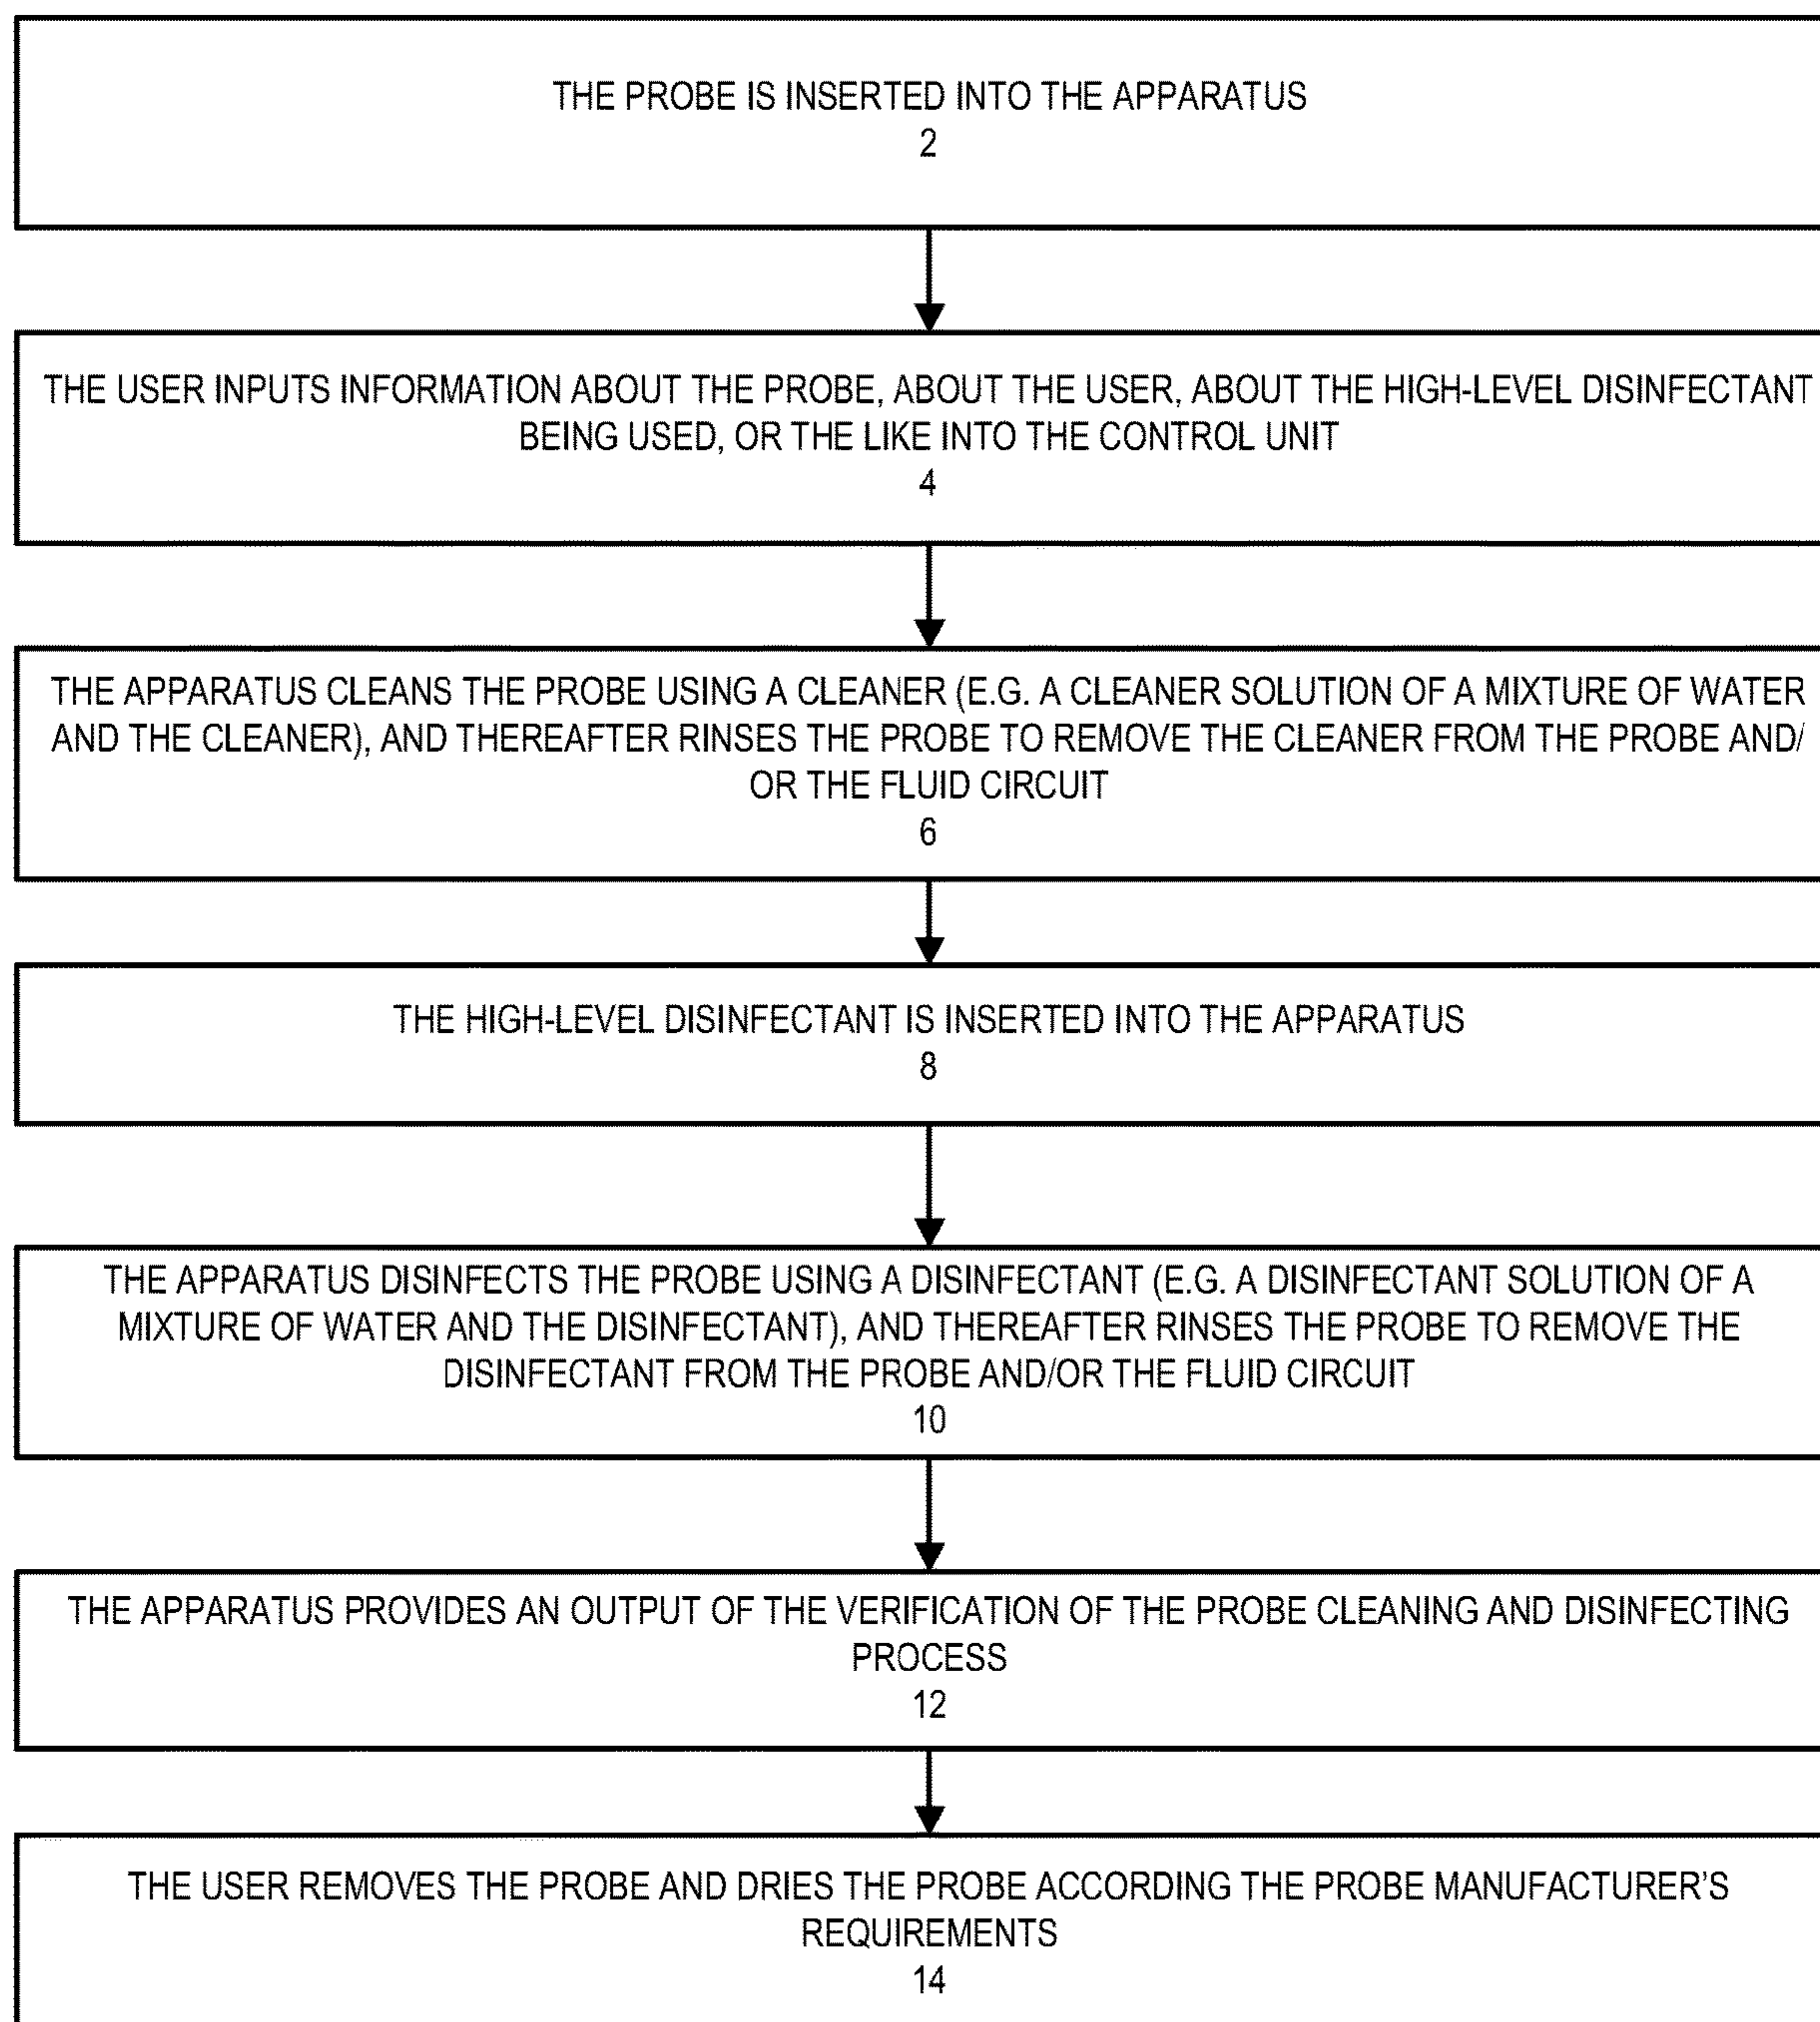 THE PROBE IS INSERTED INTO THE APPARATUS
2
THE USER INPUTS INFORMATION ABOUT THE PROBE, ABOUT THE USER, ABOUT THE HIGH-LEVEL DISINFECTANT
BEING USED, OR THE LIKE INTO THE CONTROL UNIT
4
THE APPARATUS CLEANS THE PROBE USING A CLEANER (E.G. A CLEANER SOLUTION OF A MIXTURE OF WATER
AND THE CLEANER), AND THEREAFTER RINSES THE PROBE TO REMOVE THE CLEANER FROM THE PROBE AND/
OR THE FLUID CIRCUIT
6
THE HIGH-LEVEL DISINFECTANT IS INSERTED INTO THE APPARATUS
8
THE APPARATUS DISINFECTS THE PROBE USING A DISINFECTANT (E.G. A DISINFECTANT SOLUTION OF A
MIXTURE OF WATER AND THE DISINFECTANT), AND THEREAFTER RINSES THE PROBE TO REMOVE THE
DISINFECTANT FROM THE PROBE AND/OR THE FLUID CIRCUIT
10
THE APPARATUS PROVIDES AN OUTPUT OF THE VERIFICATION OF THE PROBE CLEANING AND DISINFECTING
PROCESS
12
THE USER REMOVES THE PROBE AND DRIES THE PROBE ACCORDING THE PROBE MANUFACTURER'S
REQUIREMENTS
14